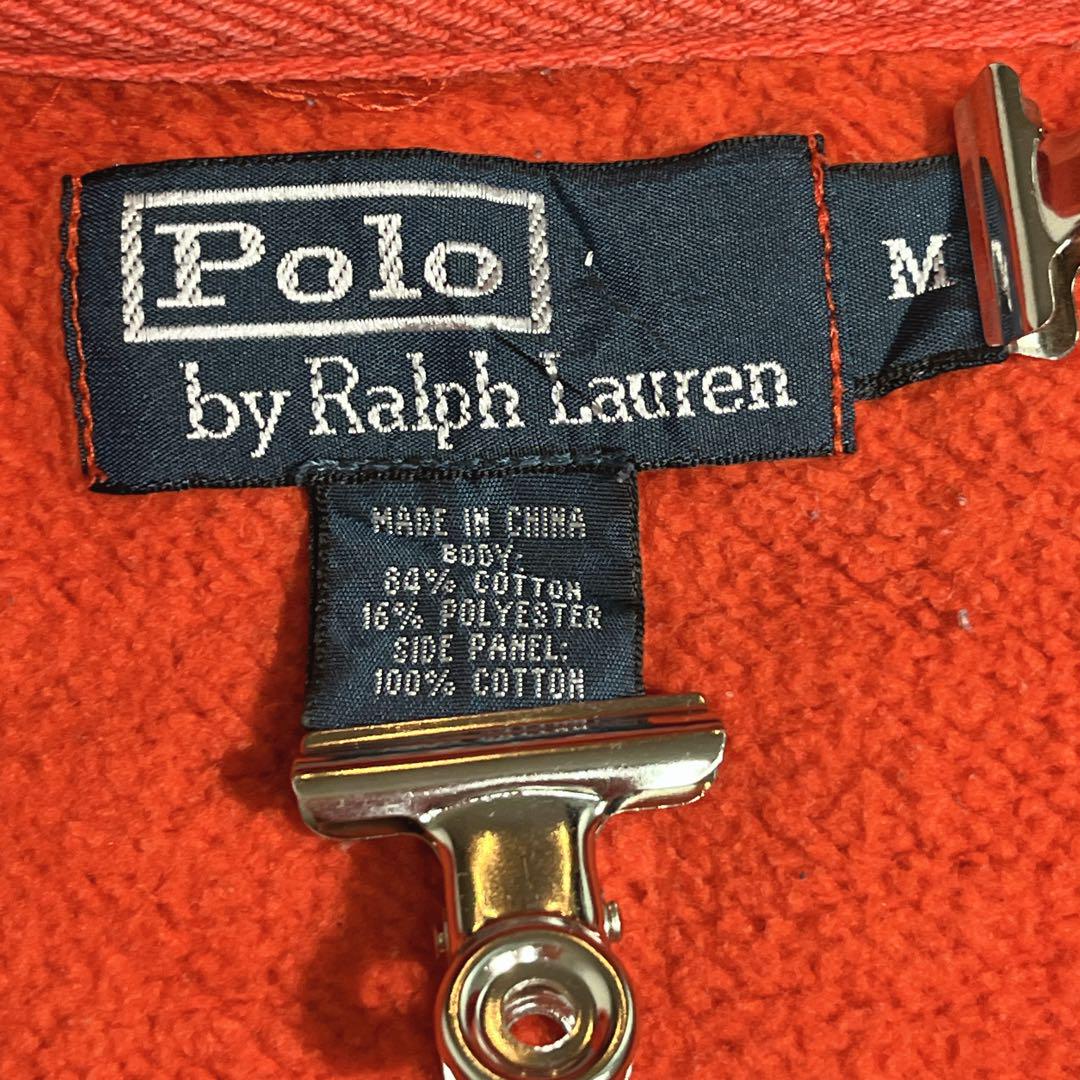 Polo
by Ralph Lauren
M
MADE IN CHINA
BODY:
84% COTTON
16% POLYESTER
SIDE PANEL:
100% COTTON